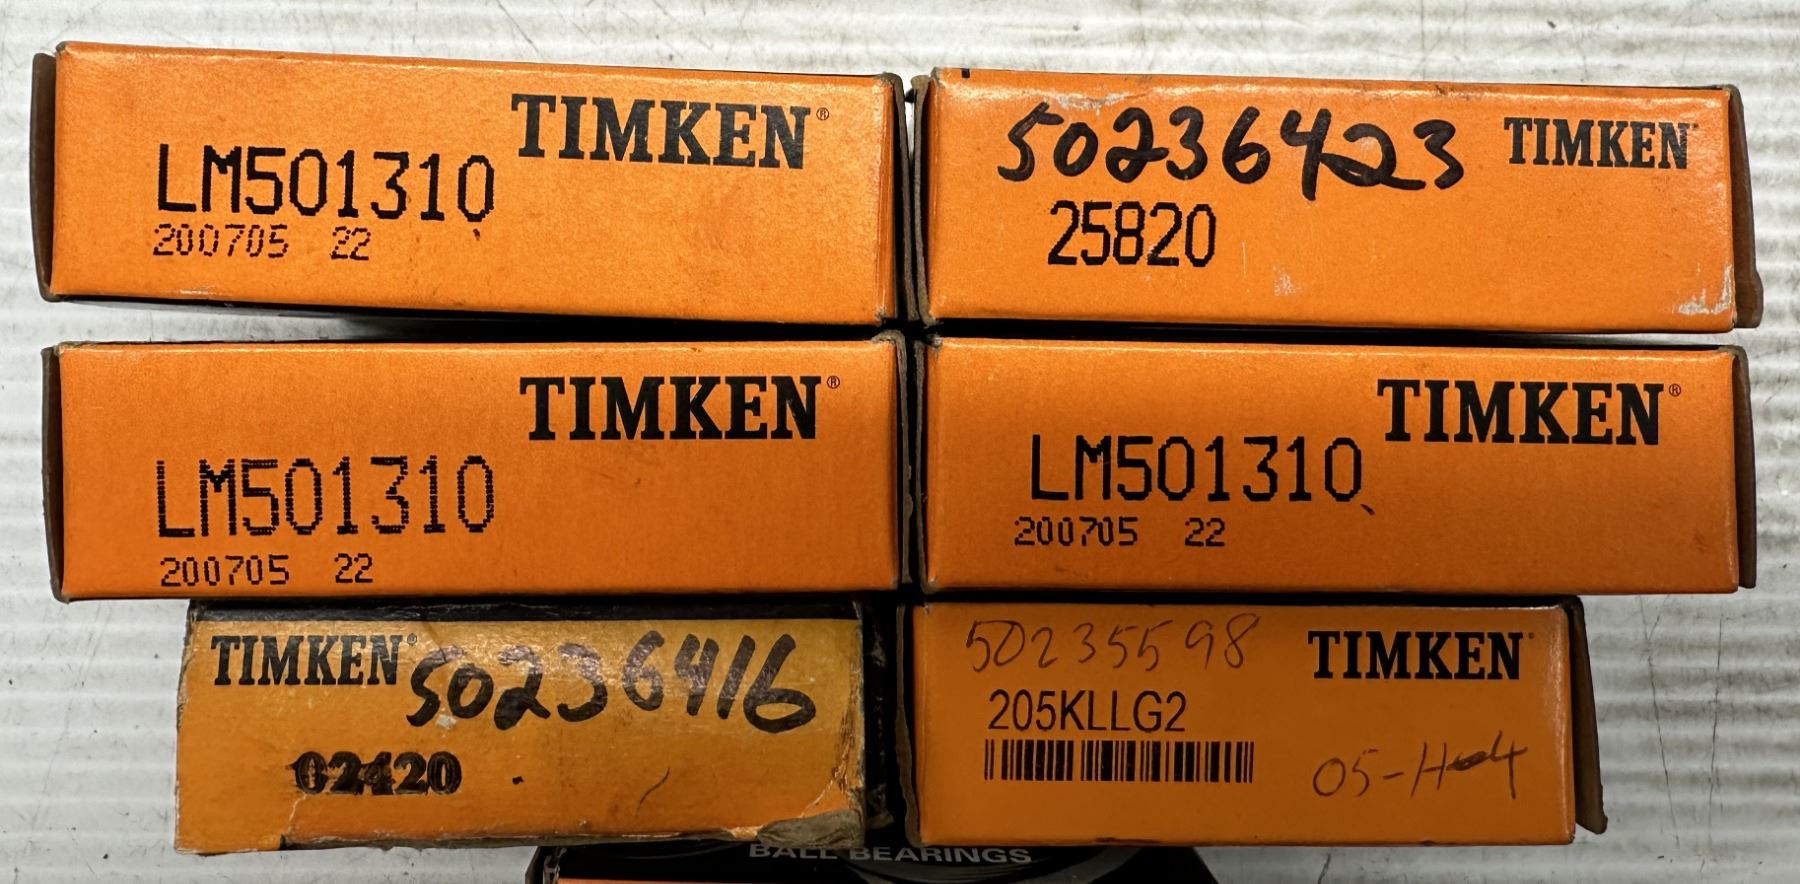 TIMKEN®
LM501310
200705 22
50236423 TIMKEN
25820
TIMKEN®
LM501310
200705 22
TIMKEN®
LM501310
200705 22
TIMKEN® 50236416
02420
50235598 TIMKEN
205KLLG2
BALL BEARINGS